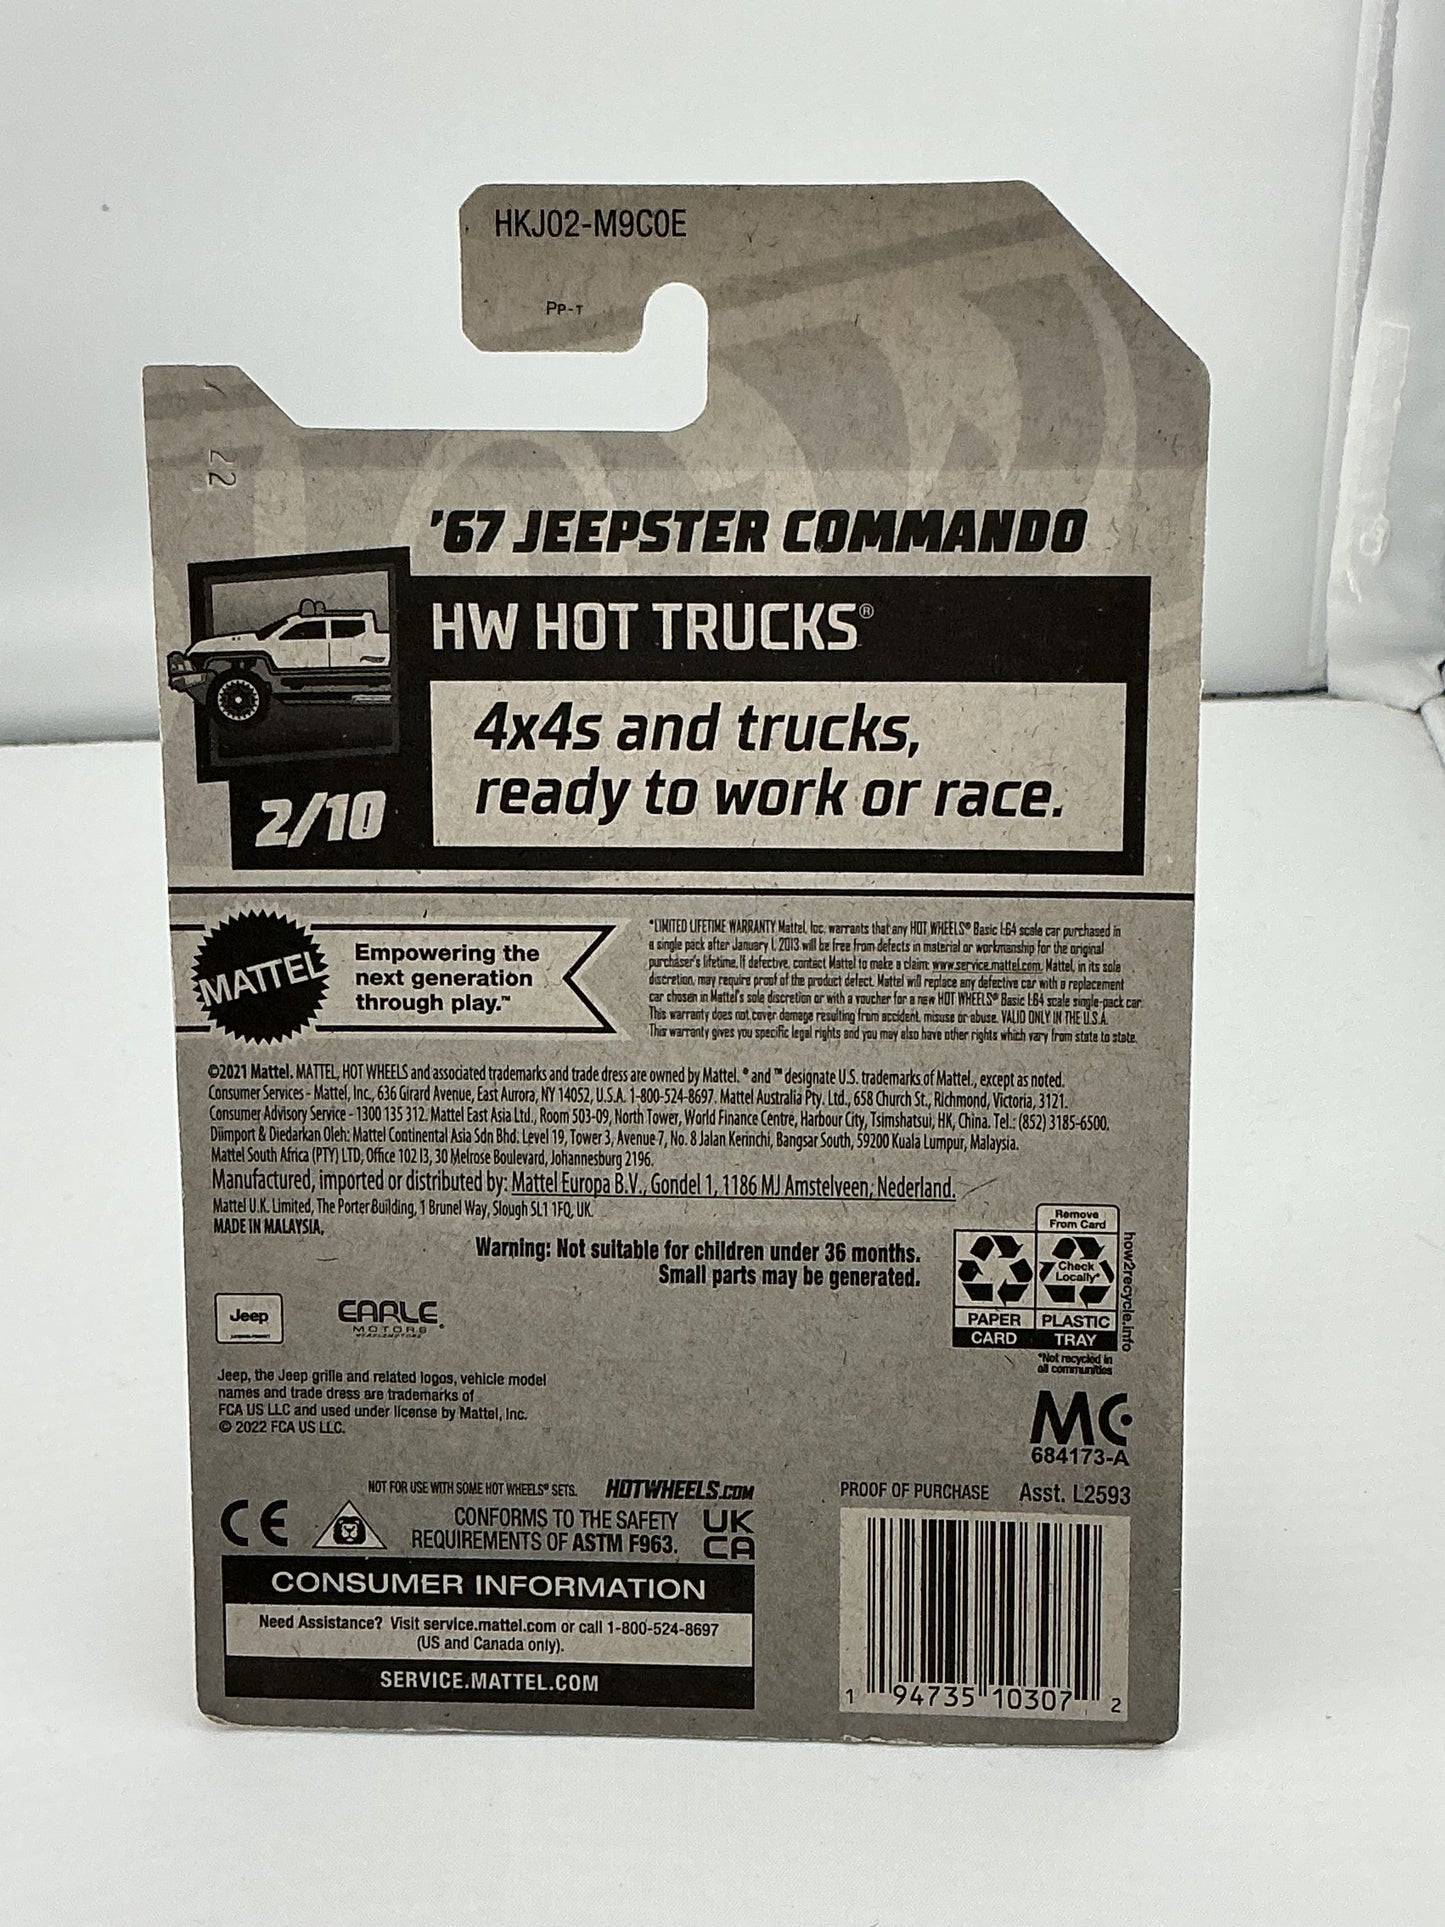 HKJ02-M9C0E
PP-T
22
'67 JEEPSTER COMMANDO
HW HOT TRUCKS®
4x4s and trucks,
ready to work or race.
2/10
MATTEL
Empowering the
next generation
through play.™
*LIMITED LIFETIME WARRANTY Mattel, Inc. warrants that any HOT WHEELS® Basic 1:64 scale car purchased in
a single pack after January 1, 2013 will be free from defects in material or workmanship for the original
purchaser's lifetime. If defective, contact Mattel to make a claim: www.service.mattel.com. Mattel, in its sole
discretion, may require proof of the product defect. Mattel will replace any defective car with a replacement
car chosen in Mattel's sole discretion or with a voucher for a new HOT WHEELS® Basic 1:64 scale single-pack car.
This warranty does not cover damage resulting from accident, misuse or abuse. VALID ONLY IN THE U.S.A.
This warranty gives you specific legal rights and you may also have other rights which vary from state to state.
©2021 Mattel. MATTEL, HOT WHEELS and associated trademarks and trade dress are owned by Mattel. ® and ™ designate U.S. trademarks of Mattel., except as noted.
Consumer Services - Mattel, Inc., 636 Girard Avenue, East Aurora, NY 14052, U.S.A. 1-800-524-8697. Mattel Australia Pty. Ltd., 658 Church St., Richmond, Victoria, 3121.
Consumer Advisory Service - 1300 135 312. Mattel East Asia Ltd., Room 503-09, North Tower, World Finance Centre, Harbour City, Tsimshatsui, HK, China. Tel.: (852) 3185-6500.
Diimport & Diedarkan Oleh: Mattel Continental Asia Sdn Bhd. Level 19, Tower 3, Avenue 7, No. 8 Jalan Kerinchi, Bangsar South, 59200 Kuala Lumpur, Malaysia.
Mattel South Africa (PTY) LTD, Office 102 I3, 30 Melrose Boulevard, Johannesburg 2196.
Manufactured, imported or distributed by: Mattel Europa B.V., Gondel 1, 1186 MJ Amstelveen, Nederland.
Mattel U.K. Limited, The Porter Building, 1 Brunel Way, Slough SL1 1FQ, UK.
MADE IN MALAYSIA.
Warning: Not suitable for children under 36 months.
Small parts may be generated.
Remove
From Card
Check
Locally*
PAPER
PLASTIC
CARD
TRAY
how2recycle.info
*Not recycled in
all communities
Jeep
EARLE
MOTORS
Jeep, the Jeep grille and related logos, vehicle model
names and trade dress are trademarks of
FCA US LLC and used under license by Mattel, Inc.
© 2022 FCA US LLC.
MC
684173-A
NOT FOR USE WITH SOME HOT WHEELS® SETS.
HOTWHEELS.COM
PROOF OF PURCHASE
Asst. L2593
CE
CONFORMS TO THE SAFETY
REQUIREMENTS OF ASTM F963.
UK
CA
CONSUMER INFORMATION
Need Assistance? Visit service.mattel.com or call 1-800-524-8697
(US and Canada only).
SERVICE.MATTEL.COM
1 94735 10307 2